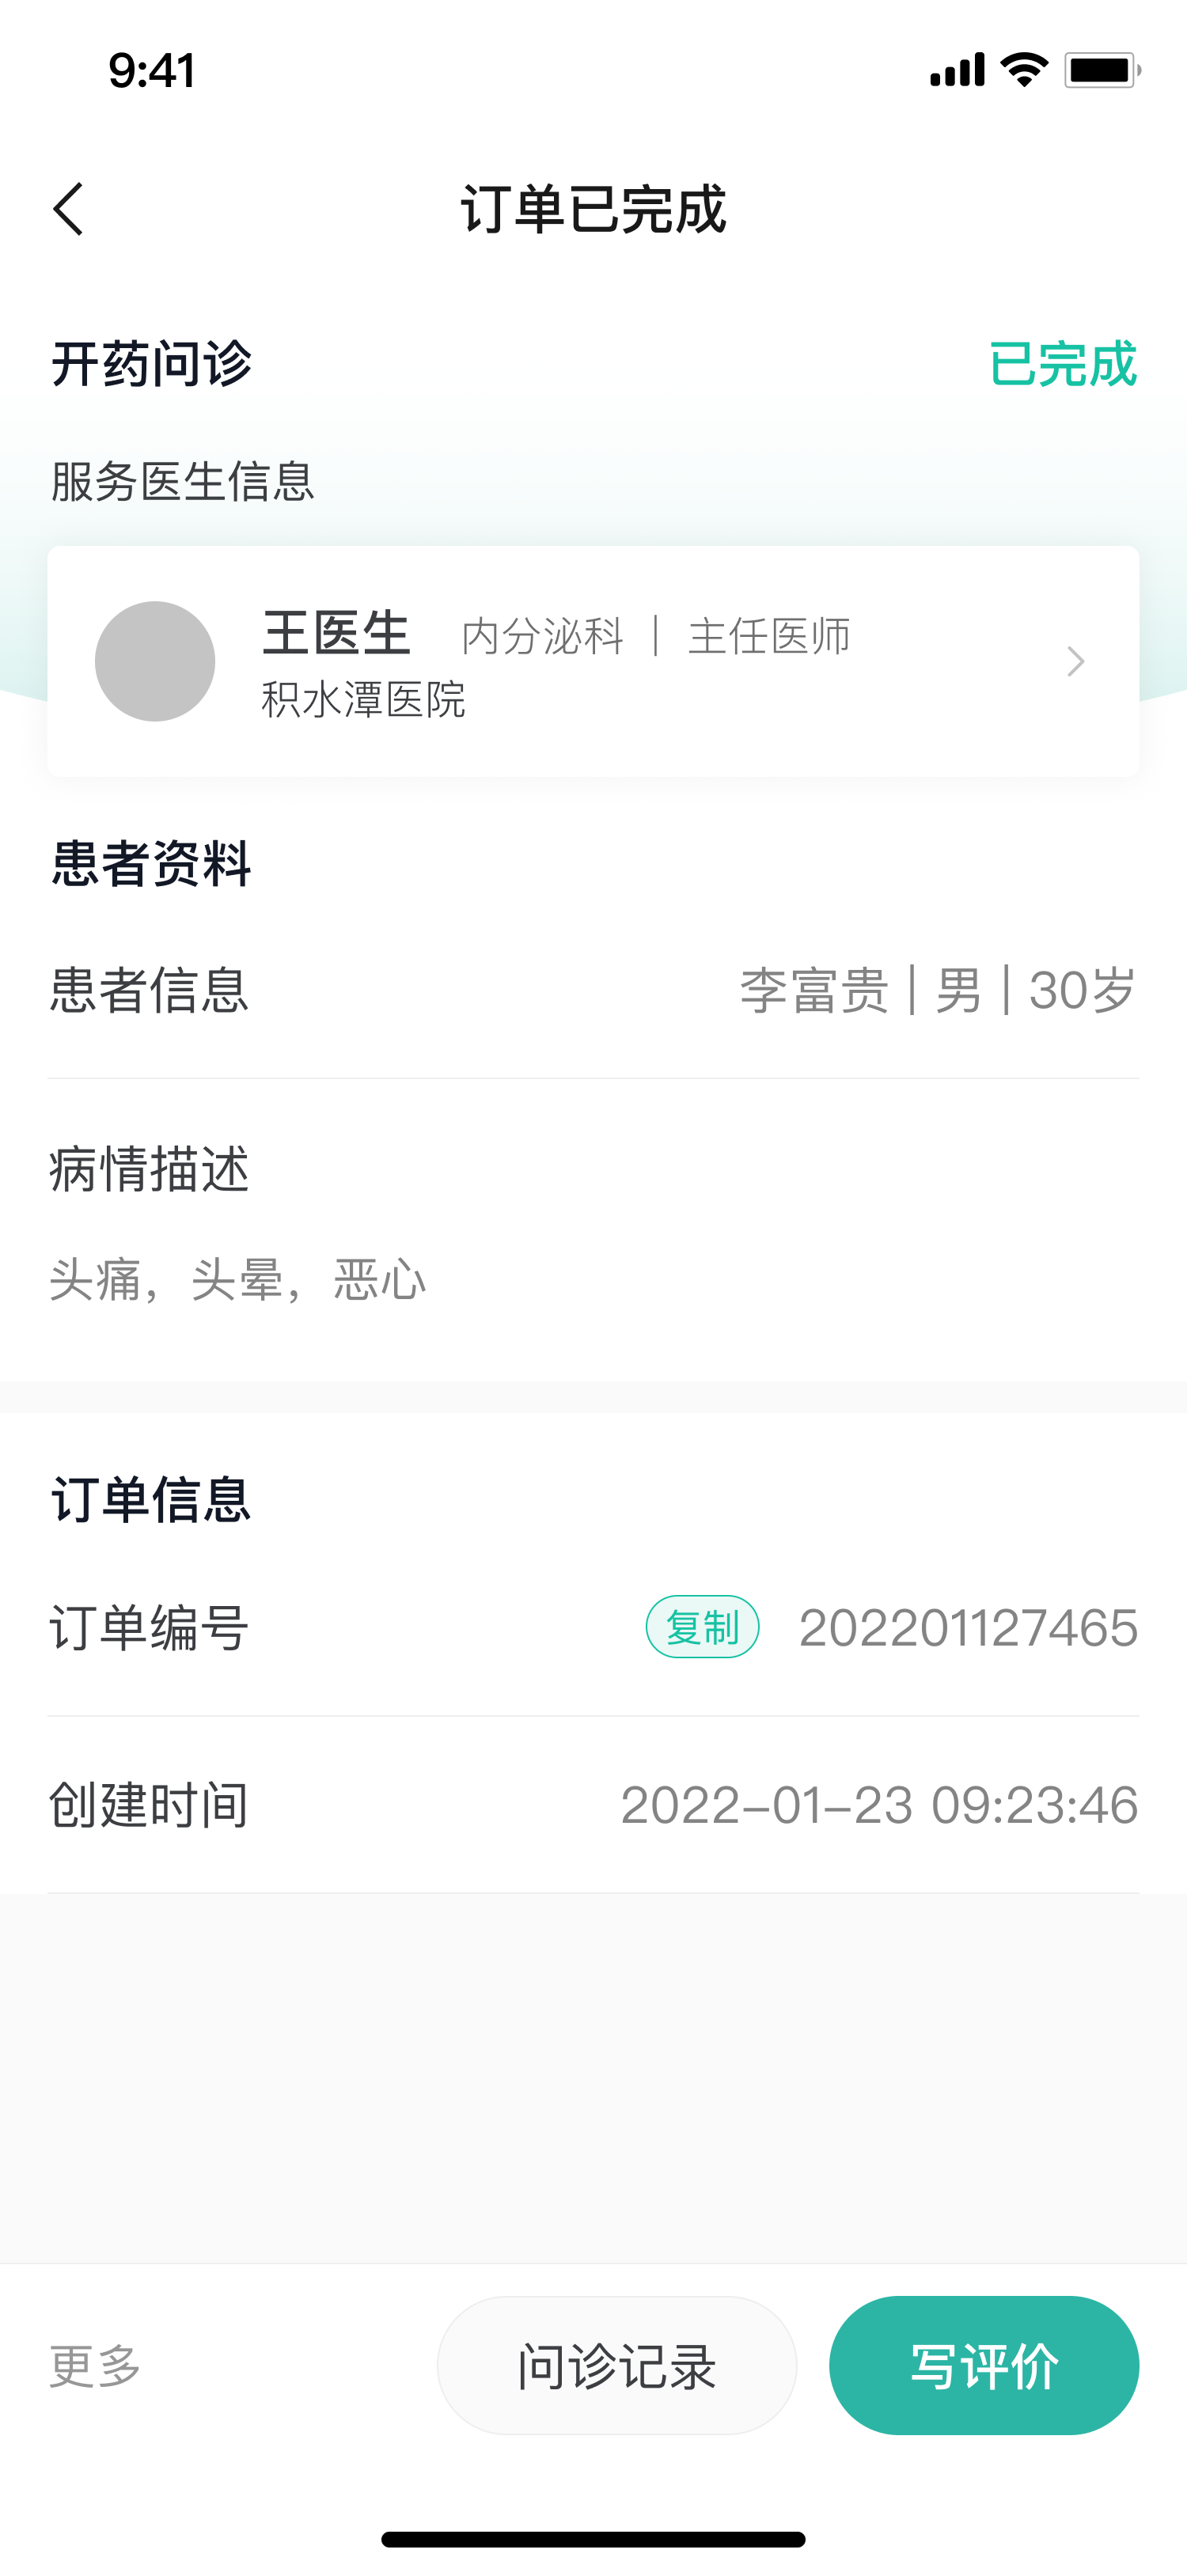 9:41
订单已完成
开药问诊 已完成
服务医生信息
王医生 内分泌科 | 主任医师
积水潭医院
患者资料
患者信息 李富贵 | 男 | 30岁
病情描述
头痛，头晕，恶心
订单信息
订单编号 复制 202201127465
创建时间 2022-01-23 09:23:46
更多 问诊记录 写评价